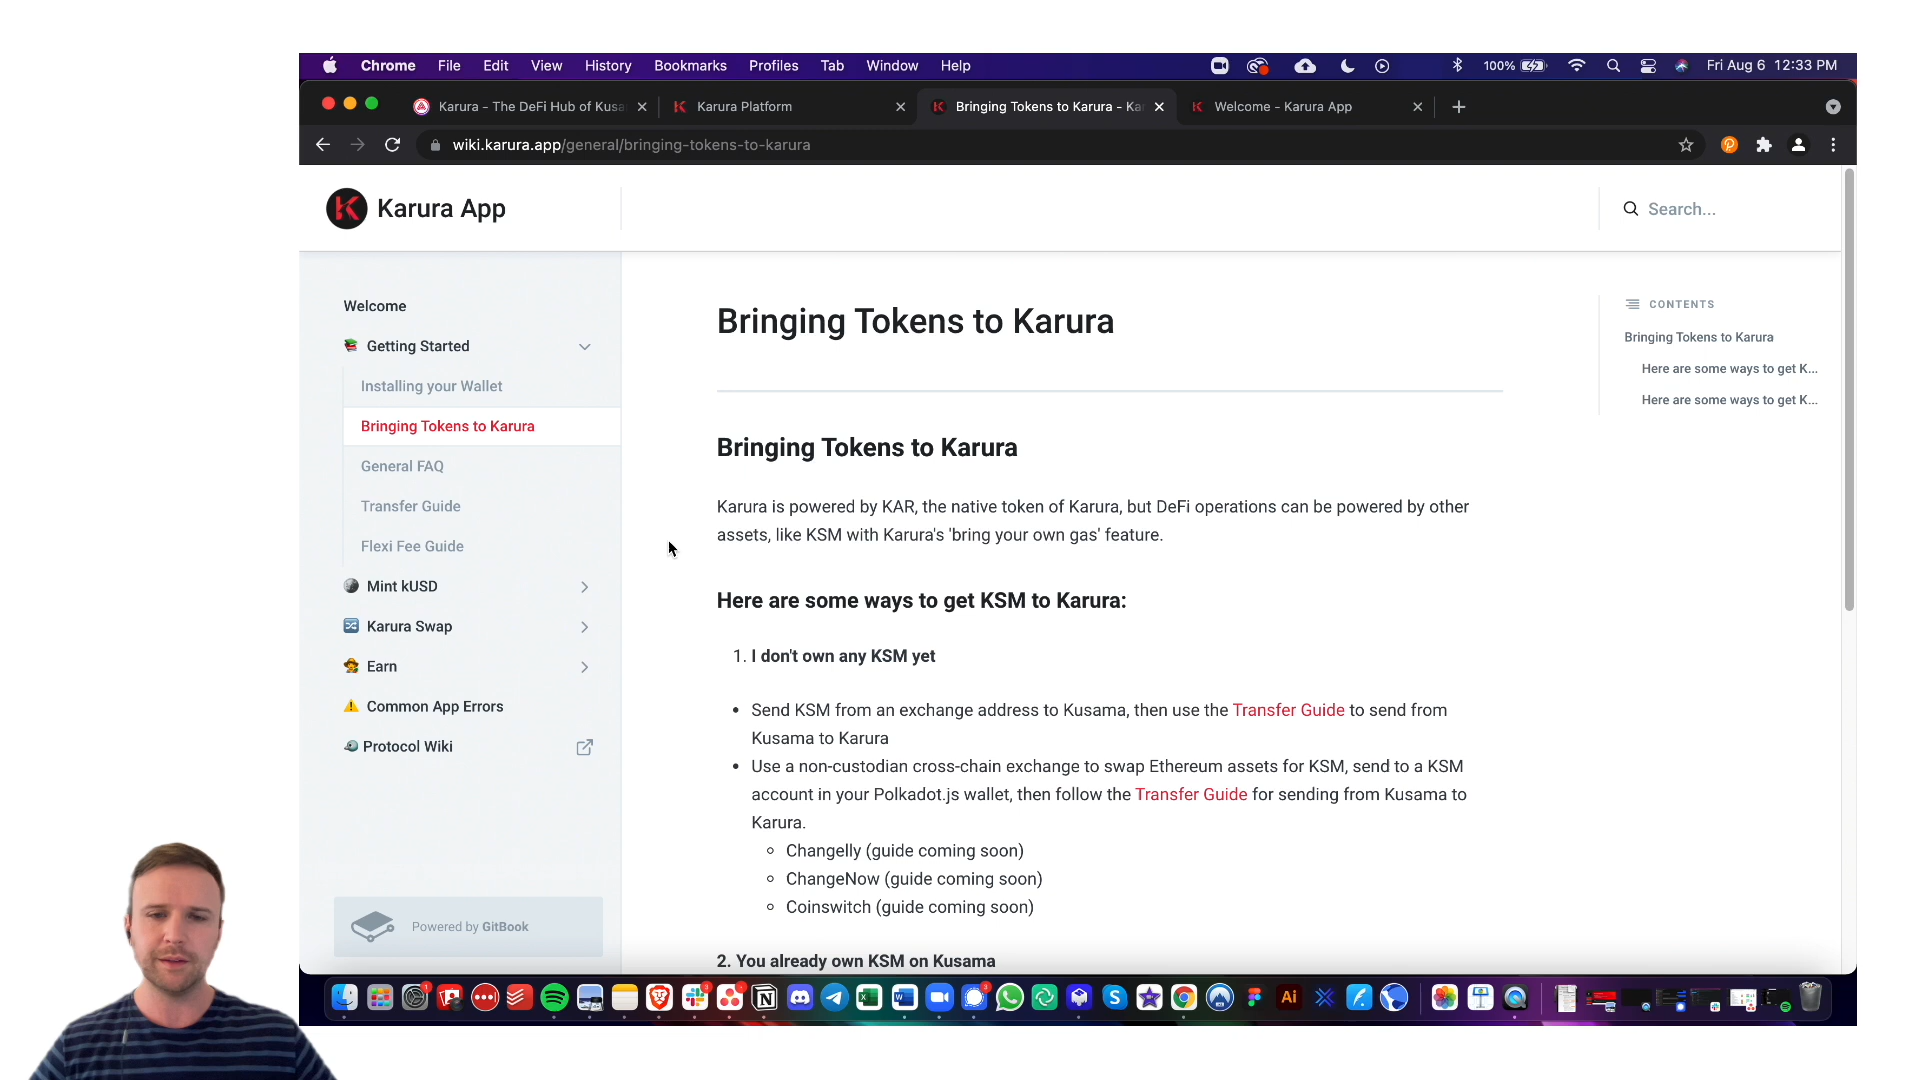 Chrome File Edit View History Bookmarks Profiles Tab Window Help 100% Fri Aug 6 12:33 PM
Karura - The DeFi Hub of Kusa Karura Platform Bringing Tokens to Karura - Ka Welcome - Karura App
wiki.karura.app/general/bringing-tokens-to-karura
Karura App
Search...
Welcome
Getting Started
Installing your Wallet
Bringing Tokens to Karura
General FAQ
Transfer Guide
Flexi Fee Guide
Mint kUSD
Karura Swap
Earn
Common App Errors
Protocol Wiki
Powered by GitBook
Bringing Tokens to Karura
Bringing Tokens to Karura
Karura is powered by KAR, the native token of Karura, but DeFi operations can be powered by other
assets, like KSM with Karura's 'bring your own gas' feature.
Here are some ways to get KSM to Karura:
1. I don't own any KSM yet
• Send KSM from an exchange address to Kusama, then use the Transfer Guide to send from
Kusama to Karura
• Use a non-custodian cross-chain exchange to swap Ethereum assets for KSM, send to a KSM
account in your Polkadot.js wallet, then follow the Transfer Guide for sending from Kusama to
Karura.
Changelly (guide coming soon)
ChangeNow (guide coming soon)
Coinswitch (guide coming soon)
2. You already own KSM on Kusama
CONTENTS
Bringing Tokens to Karura
Here are some ways to get K...
Here are some ways to get K...